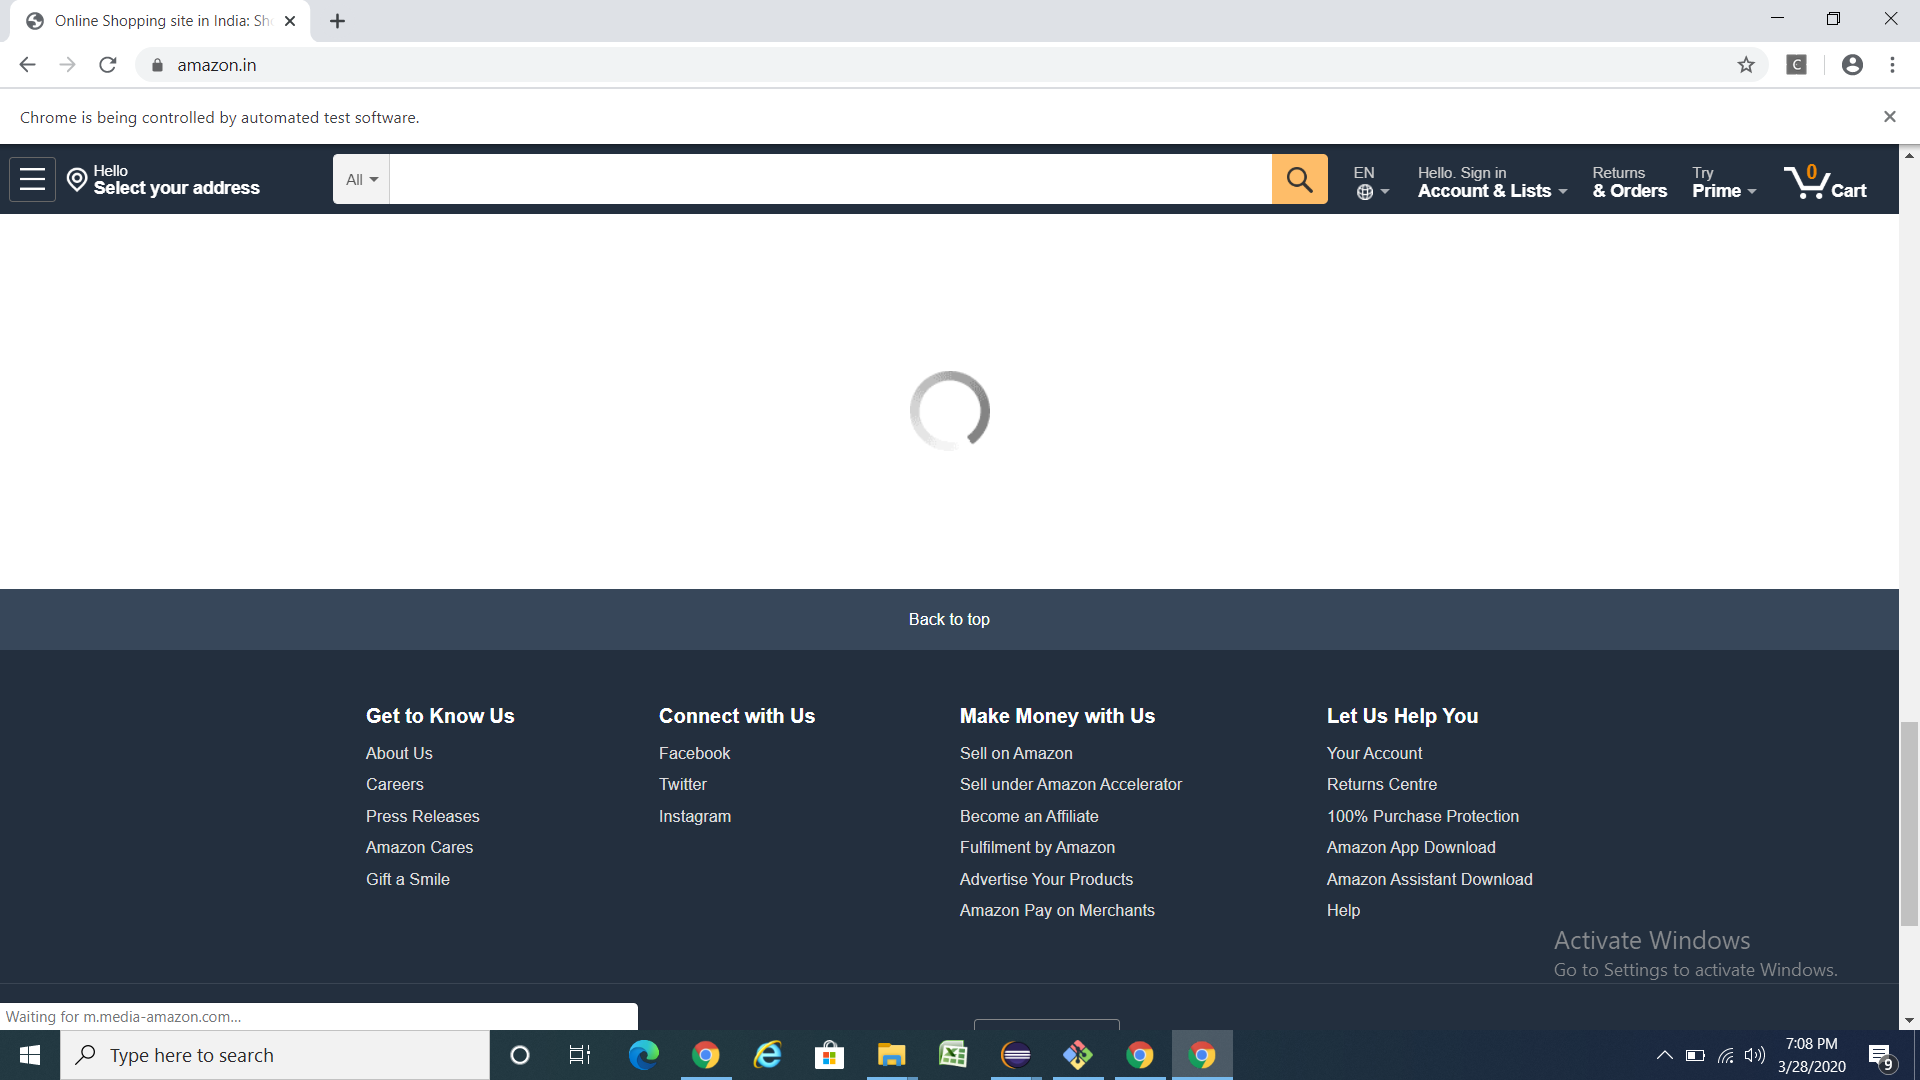 Online Shopping site in India: Sh
amazon.in
C
Chrome is being controlled by automated test software.
Hello
Select your address
All
EN
Hello. Sign in
Account & Lists
Returns
& Orders
Try
Prime
0
Cart
Back to top
Get to Know Us
About Us
Careers
Press Releases
Amazon Cares
Gift a Smile
Connect with Us
Facebook
Twitter
Instagram
Make Money with Us
Sell on Amazon
Sell under Amazon Accelerator
Become an Affiliate
Fulfilment by Amazon
Advertise Your Products
Amazon Pay on Merchants
Let Us Help You
Your Account
Returns Centre
100% Purchase Protection
Amazon App Download
Amazon Assistant Download
Help
Activate Windows
Go to Settings to activate Windows.
Waiting for m.media-amazon.com...
Type here to search
7:08 PM
3/28/2020
9